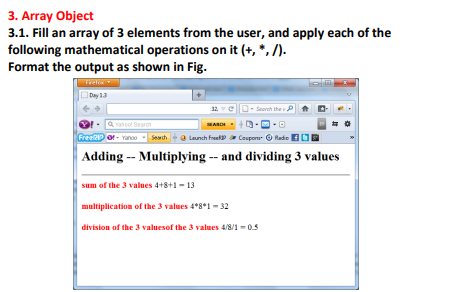 3. Array Object
3.1. Fill an array of 3 elements from the user, and apply each of the
following mathematical operations on it (+, *, /).
Format the output as shown in Fig.
Firefox
Day 1.3
Search the
Yahoo! Search
SEARCH
FreeRIP Y! - Yahoo Search Launch FreeRIP Coupons Radio
Adding -- Multiplying -- and dividing 3 values
sum of the 3 values 4+8+1 = 13
multiplication of the 3 values 4*8*1 = 32
division of the 3 valuesof the 3 values 4/8/1 = 0.5